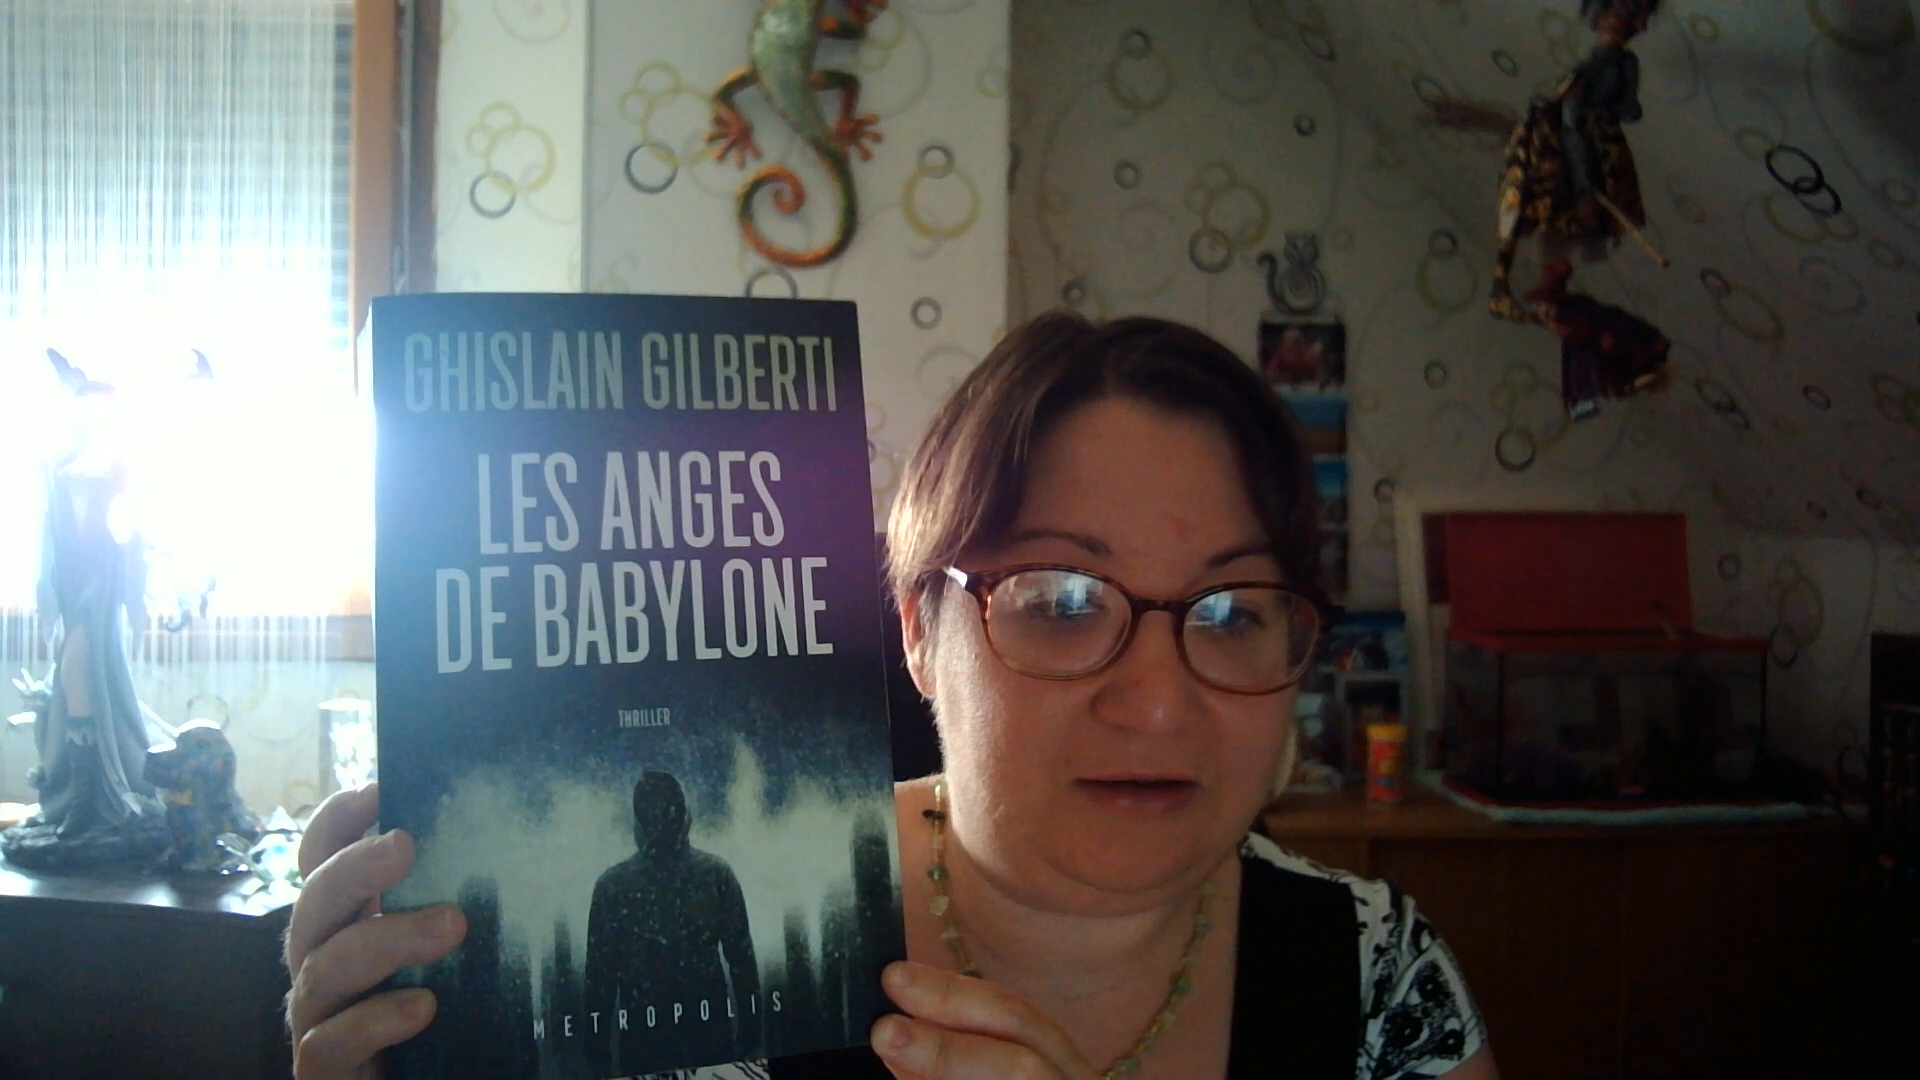 GHISLAIN GILBERTI
LES ANGES
DE BABYLONE
THRILLER
METROPOLIS